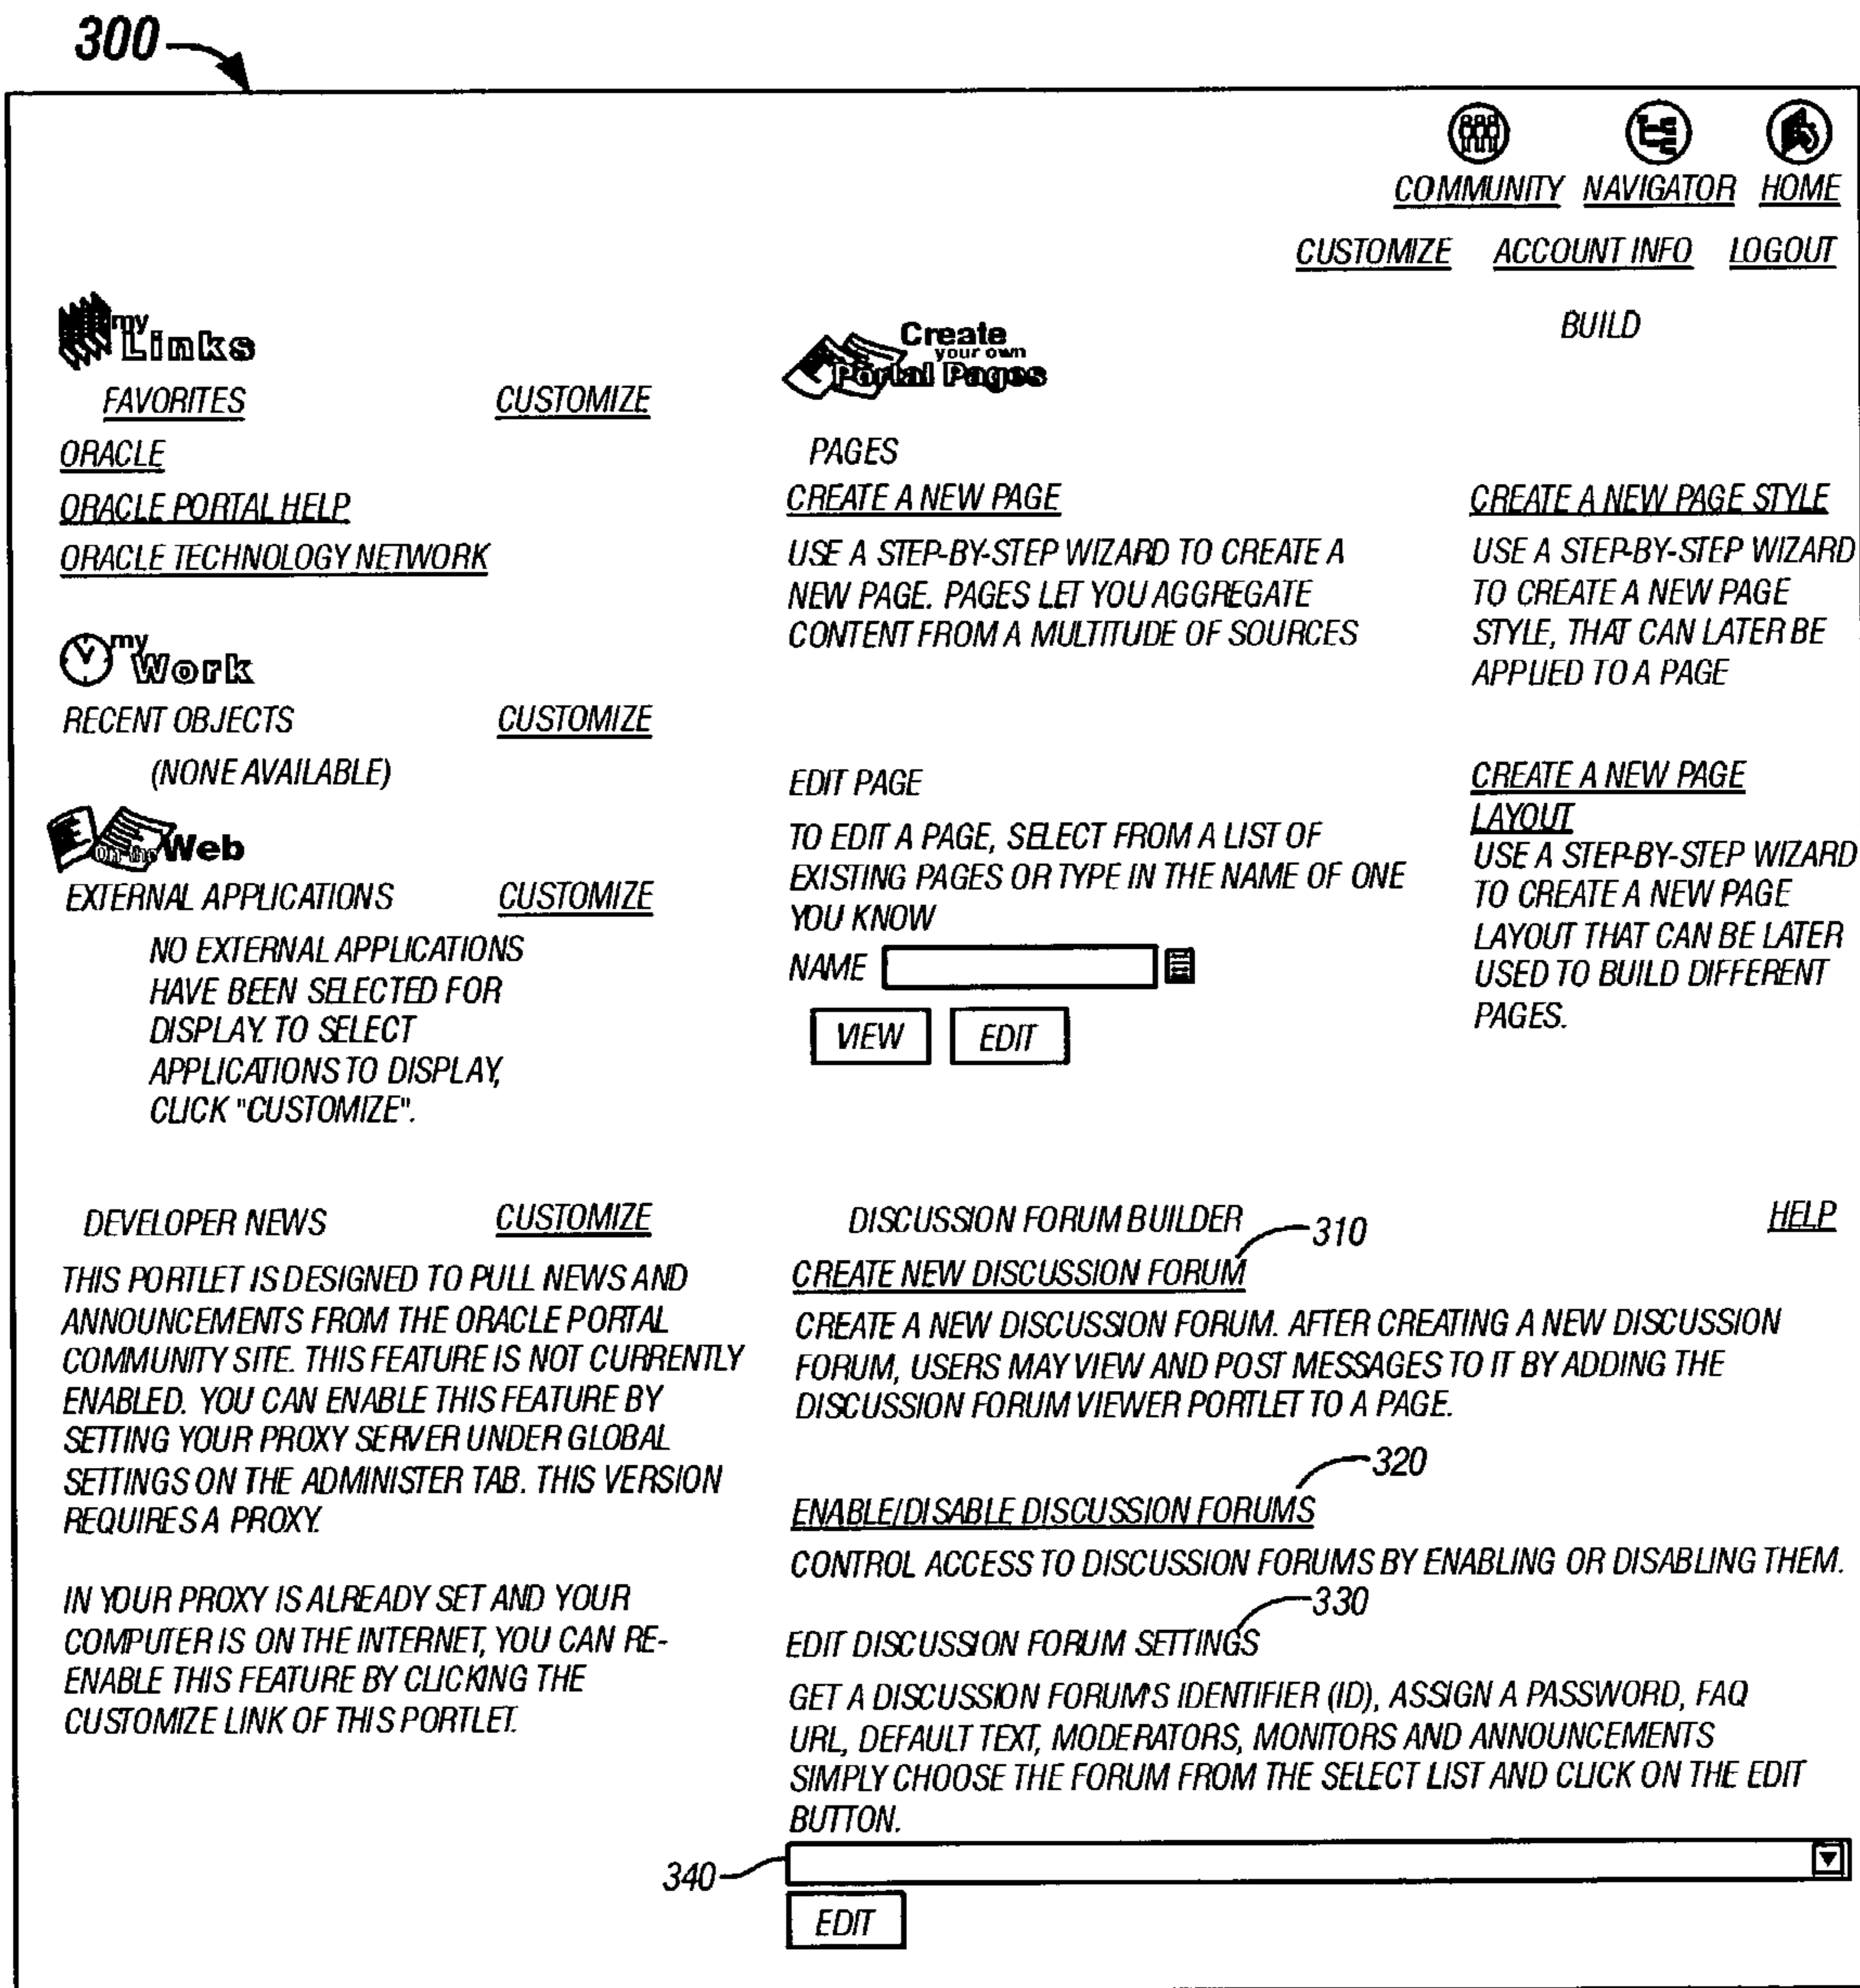 300
COMMUNITY NAVIGATOR HOME
CUSTOMIZE ACCOUNT INFO LOGOUT
my
Links
FAVORITES CUSTOMIZE
ORACLE
ORACLE PORTAL HELP
ORACLE TECHNOLOGY NETWORK
my
Work
RECENT OBJECTS CUSTOMIZE
(NONE AVAILABLE)
On the Web
EXTERNAL APPLICATIONS CUSTOMIZE
NO EXTERNAL APPLICATIONS
HAVE BEEN SELECTED FOR
DISPLAY. TO SELECT
APPLICATIONS TO DISPLAY,
CLICK "CUSTOMIZE".
DEVELOPER NEWS CUSTOMIZE
THIS PORTLET IS DESIGNED TO PULL NEWS AND
ANNOUNCEMENTS FROM THE ORACLE PORTAL
COMMUNITY SITE. THIS FEATURE IS NOT CURRENTLY
ENABLED. YOU CAN ENABLE THIS FEATURE BY
SETTING YOUR PROXY SERVER UNDER GLOBAL
SETTINGS ON THE ADMINISTER TAB. THIS VERSION
REQUIRES A PROXY.
IN YOUR PROXY IS ALREADY SET AND YOUR
COMPUTER IS ON THE INTERNET, YOU CAN RE-
ENABLE THIS FEATURE BY CLICKING THE
CUSTOMIZE LINK OF THIS PORTLET.
Create
your own
Portal Pages
BUILD
PAGES
CREATE A NEW PAGE
USE A STEP-BY-STEP WIZARD TO CREATE A
NEW PAGE. PAGES LET YOU AGGREGATE
CONTENT FROM A MULTITUDE OF SOURCES
EDIT PAGE
TO EDIT A PAGE, SELECT FROM A LIST OF
EXISTING PAGES OR TYPE IN THE NAME OF ONE
YOU KNOW
NAME
VIEW EDIT
CREATE A NEW PAGE STYLE
USE A STEP-BY-STEP WIZARD
TO CREATE A NEW PAGE
STYLE, THAT CAN LATER BE
APPLIED TO A PAGE
CREATE A NEW PAGE
LAYOUT
USE A STEP-BY-STEP WIZARD
TO CREATE A NEW PAGE
LAYOUT THAT CAN BE LATER
USED TO BUILD DIFFERENT
PAGES.
DISCUSSION FORUM BUILDER 310 HELP
CREATE NEW DISCUSSION FORUM
CREATE A NEW DISCUSSION FORUM. AFTER CREATING A NEW DISCUSSION
FORUM, USERS MAY VIEW AND POST MESSAGES TO IT BY ADDING THE
DISCUSSION FORUM VIEWER PORTLET TO A PAGE.
320
ENABLE/DISABLE DISCUSSION FORUMS
CONTROL ACCESS TO DISCUSSION FORUMS BY ENABLING OR DISABLING THEM.
330
EDIT DISCUSSION FORUM SETTINGS
GET A DISCUSSION FORUM'S IDENTIFIER (ID), ASSIGN A PASSWORD, FAQ
URL, DEFAULT TEXT, MODERATORS, MONITORS AND ANNOUNCEMENTS
SIMPLY CHOOSE THE FORUM FROM THE SELECT LIST AND CLICK ON THE EDIT
BUTTON.
340
EDIT